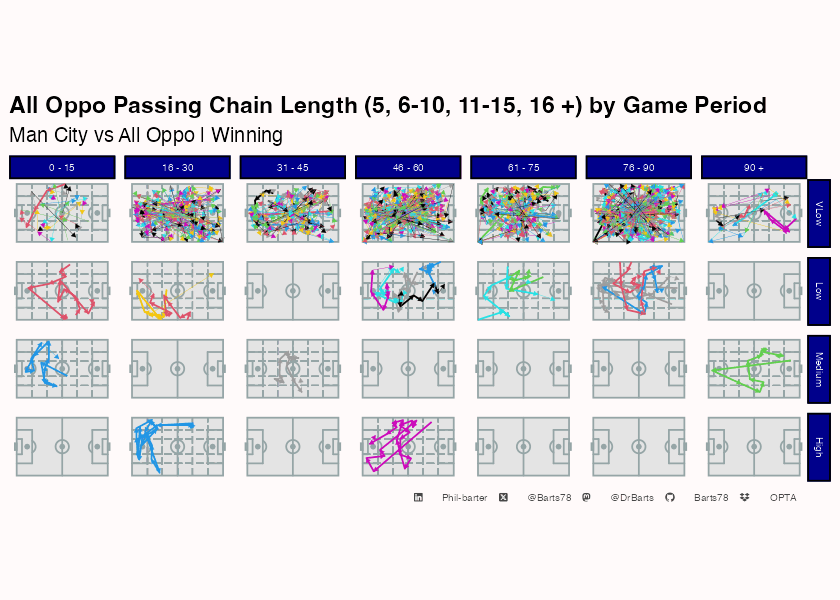 All Oppo Passing Chain Length (5, 6-10, 11-15, 16 +) by Game Period
Man City vs All Oppo I Winning
0 - 15 16 - 30 31 - 45 46 - 60 61 - 75 76 - 90 90 +
V.Low
Low
Medium
High
Phil-barter @Barts78 @DrBarts Barts78 OPTA